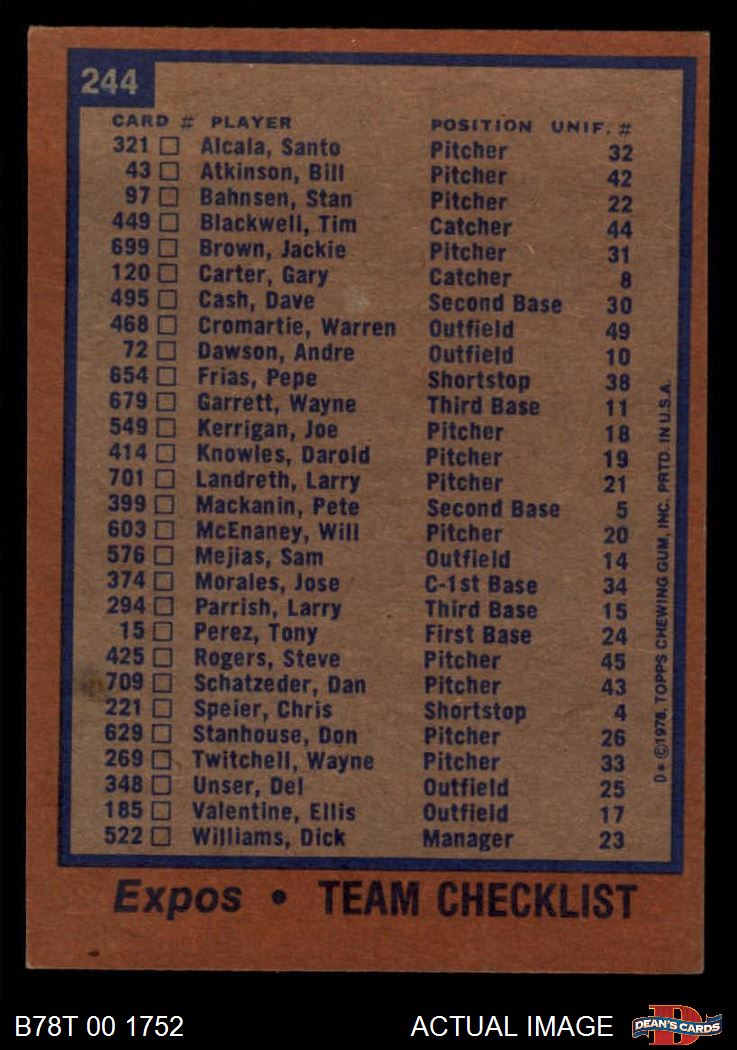 244
CARD # PLAYER POSITION UNIF. #
321 Alcala, Santo Pitcher 32
43 Atkinson, Bill Pitcher 42
97 Bahnsen, Stan Pitcher 22
449 Blackwell, Tim Catcher 44
699 Brown, Jackie Pitcher 31
120 Carter, Gary Catcher 8
495 Cash, Dave Second Base 30
468 Cromartie, Warren Outfield 49
72 Dawson, Andre Outfield 10
654 Frias, Pepe Shortstop 38
679 Garrett, Wayne Third Base 11
549 Kerrigan, Joe Pitcher 18
414 Knowles, Darold Pitcher 19
701 Landreth, Larry Pitcher 21
399 Mackanin, Pete Second Base 5
603 McEnaney, Will Pitcher 20
576 Mejias, Sam Outfield 14
374 Morales, Jose C-1st Base 34
294 Parrish, Larry Third Base 15
15 Perez, Tony First Base 24
425 Rogers, Steve Pitcher 45
709 Schatzeder, Dan Pitcher 43
221 Speier, Chris Shortstop 4
629 Stanhouse, Don Pitcher 26
269 Twitchell, Wayne Pitcher 33
348 Unser, Del Outfield 25
185 Valentine, Ellis Outfield 17
522 Williams, Dick Manager 23
D* ©1978, TOPPS CHEWING GUM, INC. PRTD. IN U.S.A.
Expos • TEAM CHECKLIST
B78T 00 1752 ACTUAL IMAGE
DEAN'S CARDS